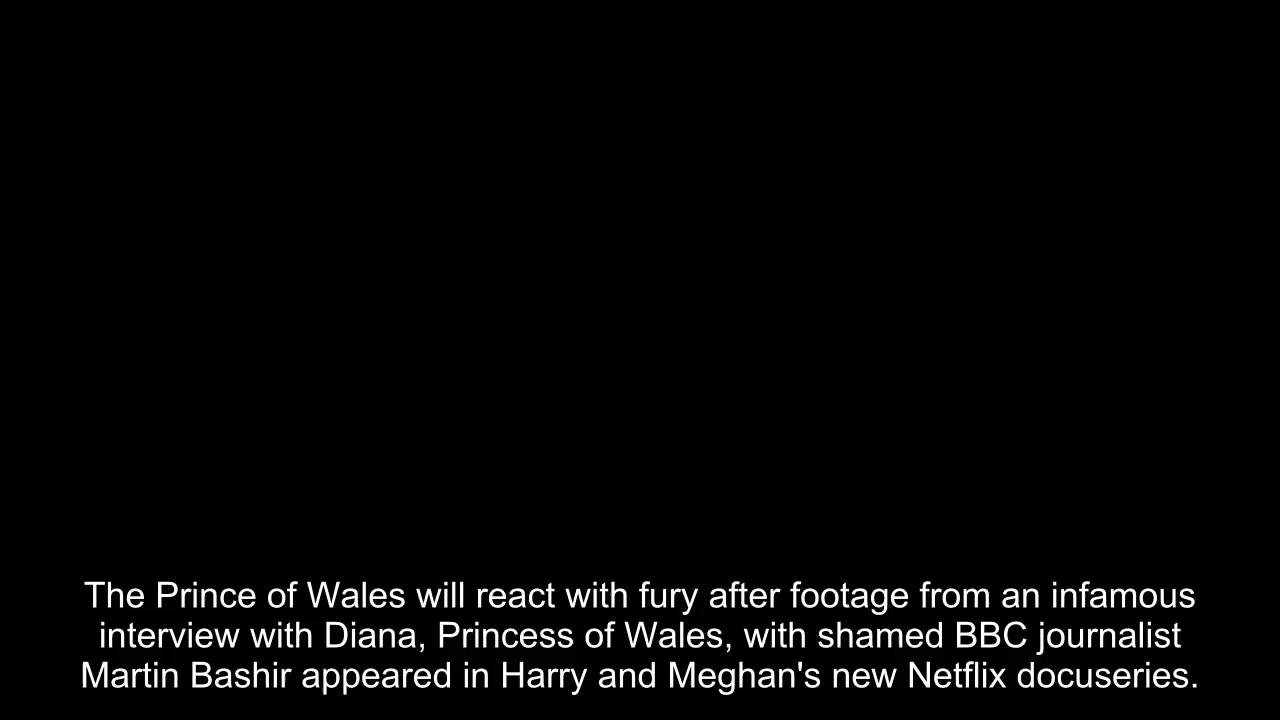 The Prince of Wales will react with fury after footage from an infamous
interview with Diana, Princess of Wales, with shamed BBC journalist
Martin Bashir appeared in Harry and Meghan's new Netflix docuseries.